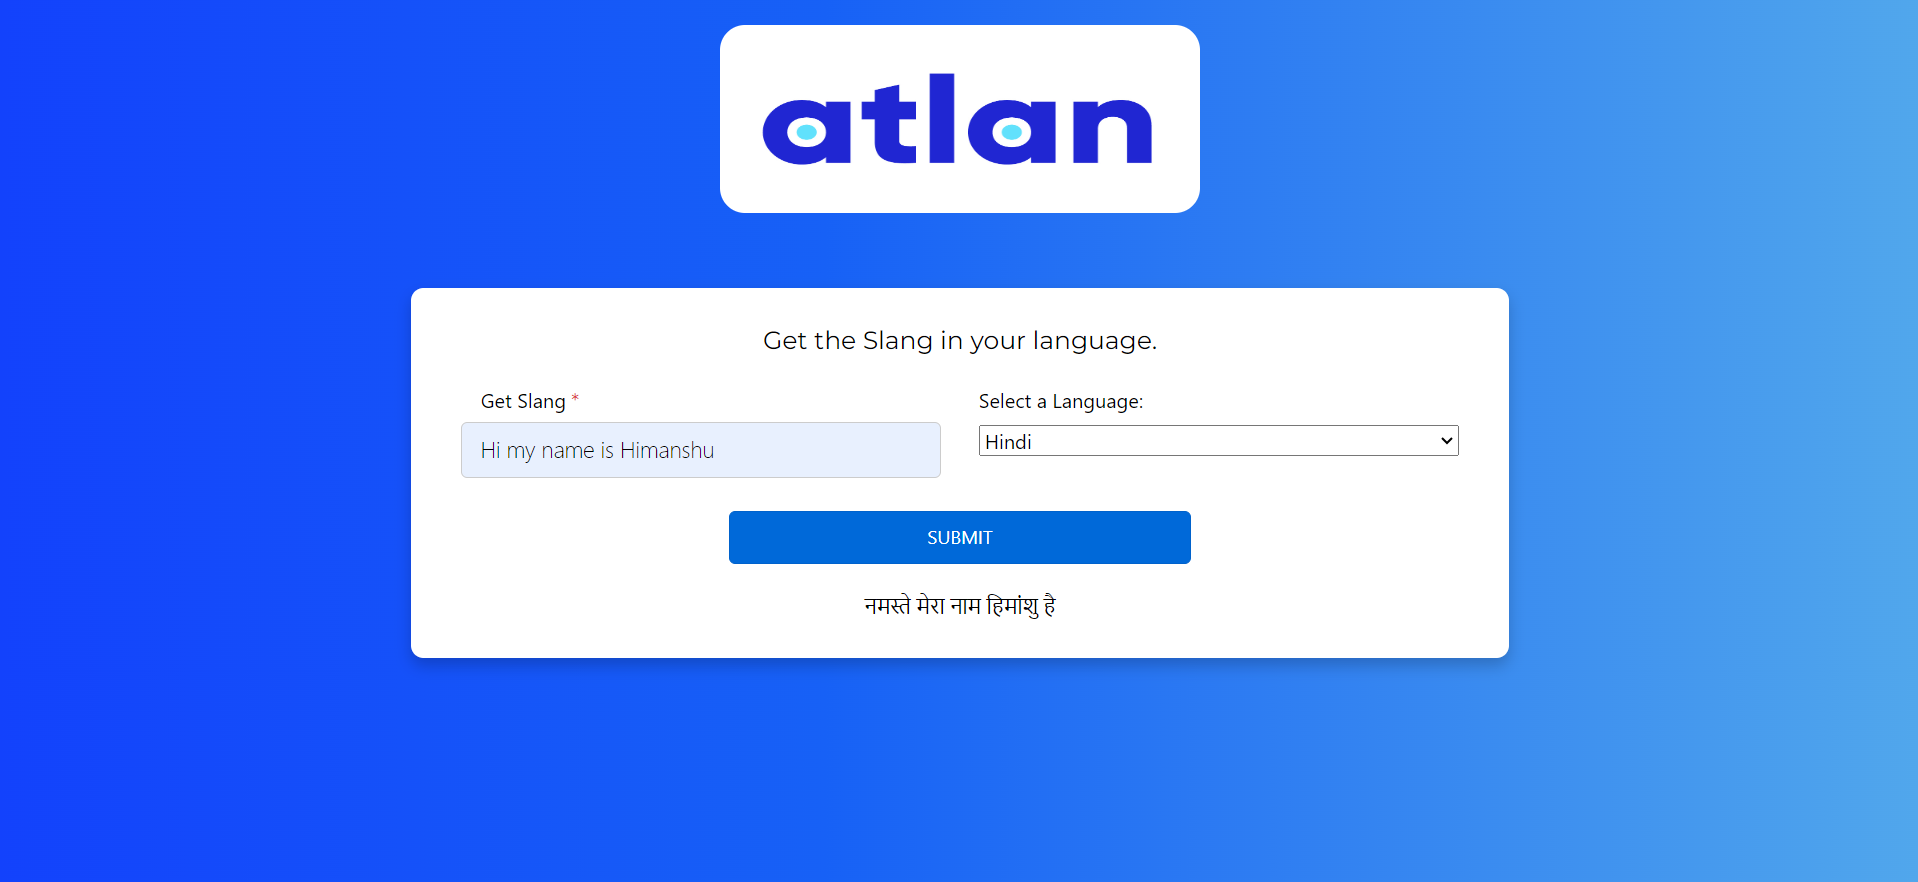 atlan
Get the Slang in your language.
Get Slang *
Select a Language:
Hi my name is Himanshu
Hindi
SUBMIT
नमस्ते मेरा नाम हिमांशु है